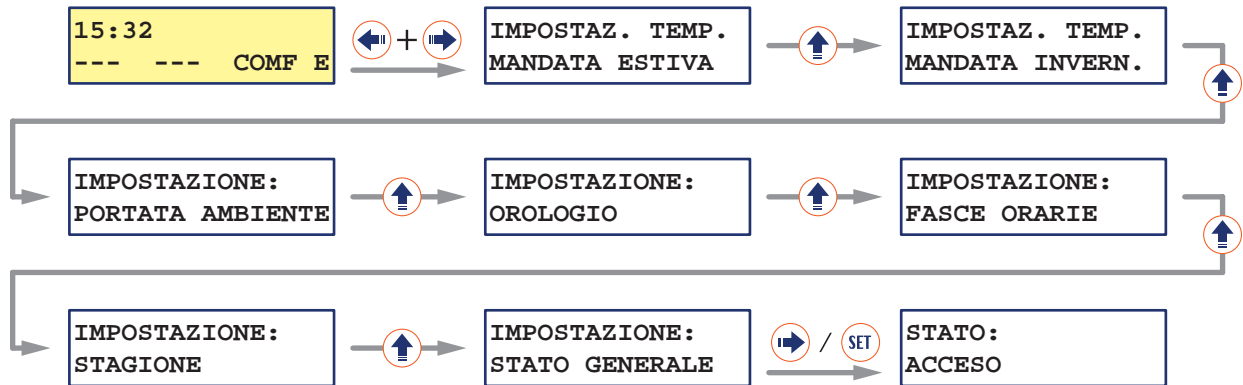 15:32
--- --- COMF E
+
IMPOSTAZ. TEMP.
MANDATA ESTIVA
IMPOSTAZ. TEMP.
MANDATA INVERN.
IMPOSTAZIONE:
PORTATA AMBIENTE
IMPOSTAZIONE:
OROLOGIO
IMPOSTAZIONE:
FASCE ORARIE
IMPOSTAZIONE:
STAGIONE
IMPOSTAZIONE:
STATO GENERALE
/ SET
STATO:
ACCESO